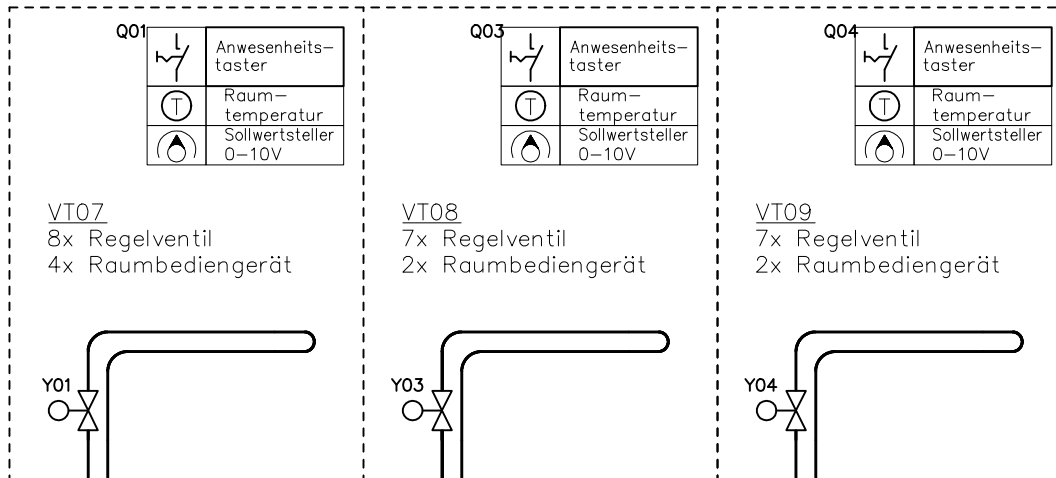 Q01
Anwesenheits-
taster
T
Raum-
temperatur
Sollwertsteller
0-10V
VT07
8x Regelventil
4x Raumbediengerät
Y01
Q03
Anwesenheits-
taster
T
Raum-
temperatur
Sollwertsteller
0-10V
VT08
7x Regelventil
2x Raumbediengerät
Y03
Q04
Anwesenheits-
taster
T
Raum-
temperatur
Sollwertsteller
0-10V
VT09
7x Regelventil
2x Raumbediengerät
Y04